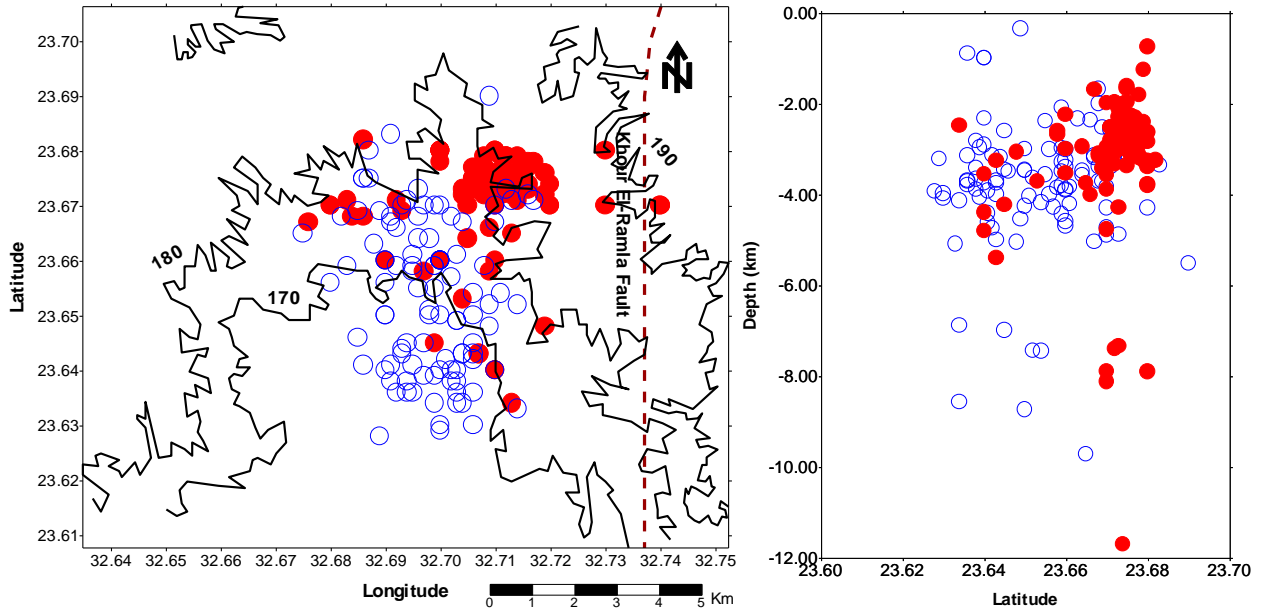 23.70
23.69
23.68
23.67
23.66
23.65
23.64
23.63
23.62
23.61
Latitude
32.64 32.65 32.66 32.67 32.68 32.69 32.70 32.71 32.72 32.73 32.74 32.75
Longitude
0 1 2 3 4 5 Km
180
170
190
Khour El-Ramla Fault
N
0.00
-2.00
-4.00
-6.00
-8.00
-10.00
-12.00
Depth (km)
23.60 23.62 23.64 23.66 23.68 23.70
Latitude